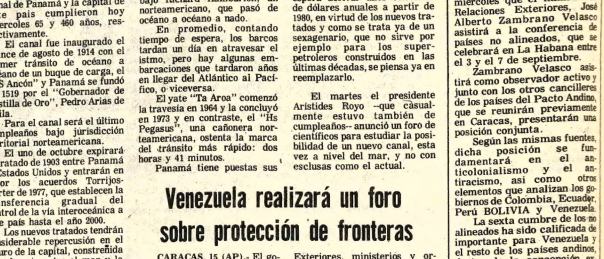 nal de Panamá y la capital de
te país cumplieron hoy
ércoles 65 y 460 años,
ectivamente.
El canal fue inaugurado el
nce de agosto de 1914 con el
mer tránsito de océano a
éano de un buque de carga, el
Ancón" y Panamá se fundó
1519 por el "Gobernador de
stilla de Oro", Pedro Arias de
ila.
Para el canal será el último
mpleaños bajo jurisdicción
rritorial norteamericana.
El uno de octubre expirará
ratado de 1903 entre Panamá
Estados Unidos y entrarán en
or los acuerdos Torrijos-
rter de 1977, que establecen la
nsferencia gradual del
trol de la vía interoceánica a
e país hasta el año 2000.
Los nuevos tratados tendrán
siderable repercusión en el
uro de la capital, constreñida
norteamericano, que pasó de
océano a océano a nado.
En promedio, contando
tiempo de espera, los barcos
tardan un día en atravesar el
istmo, pero hay algunas em-
barcaciones que tardaron años
en llegar del Atlántico al Pací-
fico, o viceversa.
El yate "Ta Aroa" comenzó
la travesía en 1964 y la concluyó
en 1973 y en contraste, el "Hs
Pegasus", una cañonera nor-
teamericana, ostenta la marca
del tránsito más rápido: dos
horas y 41 minutos.
Panamá tiene puestas sus
de dólares anuales a partir de
1980, en virtud de los nuevos tra-
tados y como se trata ya de un
sexagenario, que no sirve por
ejemplo para los super-
petroleros construidos en las
últimas décadas, se piensa ya en
reemplazarlo.
El martes el presidente
Arístides Royo —que casual-
mente estuvo también de
cumpleaños— anunció un foro de
científicos para estudiar la posi-
bilidad de un nuevo canal, esta
vez a nivel del mar, y no con
esclusas como el actual.
Venezuela realizará un foro
sobre protección de fronteras
CARACAS, 15 (AP).- El go-
Exteriores, ministerios y or-
miércoles que
Relaciones Exteriores, José
Alberto Zambrano Velasco
asistirá a la conferencia de
países no alineados, que se
celebrará en La Habana entre
el 3 y el 7 de septiembre.
Zambrano Velasco asis-
tirá como observador activo y
junto con los otros cancilleres
de los países del Pacto Andino,
que se reunirán previamente
en Caracas, presentarán una
posición conjunta.
Según las mismas fuentes,
dicha posición se fun-
damentará en el an-
ticolonialismo y el an-
tiracismo, así como otros
elementos que analizan los go-
biernos de Colombia, Ecuador,
Perú BOLIVIA y Venezuela.
La sexta cumbre de los no
alineados ha sido calificada de
importante para Venezuela y
el resto de los países andinos,